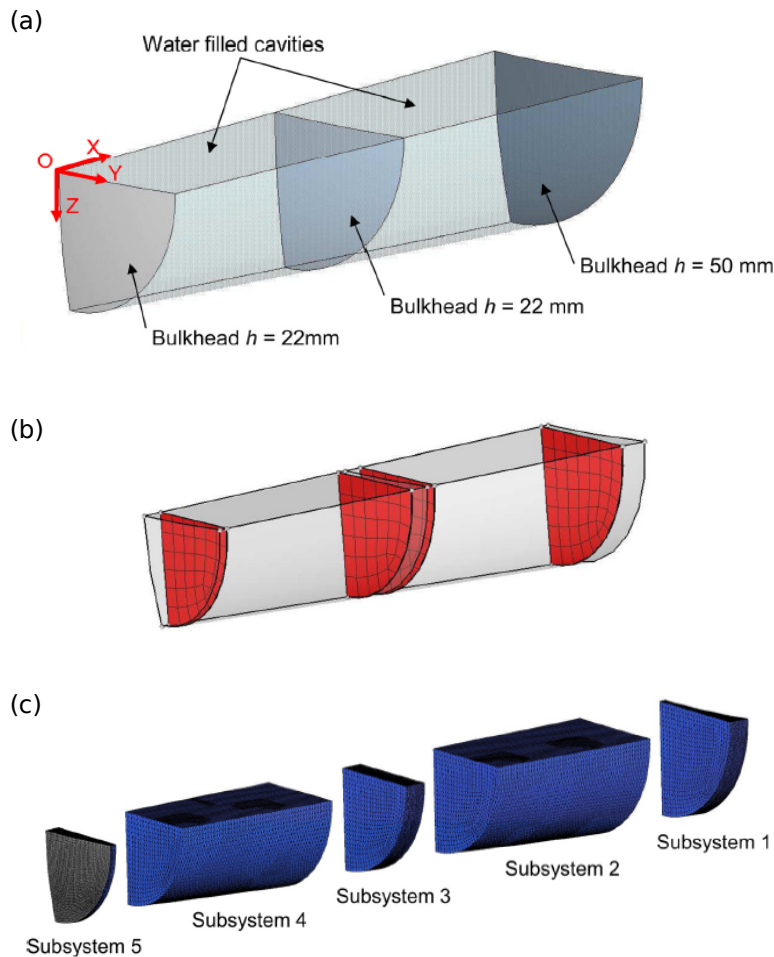 (a)
Water filled cavities
O
X
Y
Z
Bulkhead h = 50 mm
Bulkhead h = 22 mm
Bulkhead h = 22mm
(b)
(c)
Subsystem 1
Subsystem 2
Subsystem 3
Subsystem 4
Subsystem 5